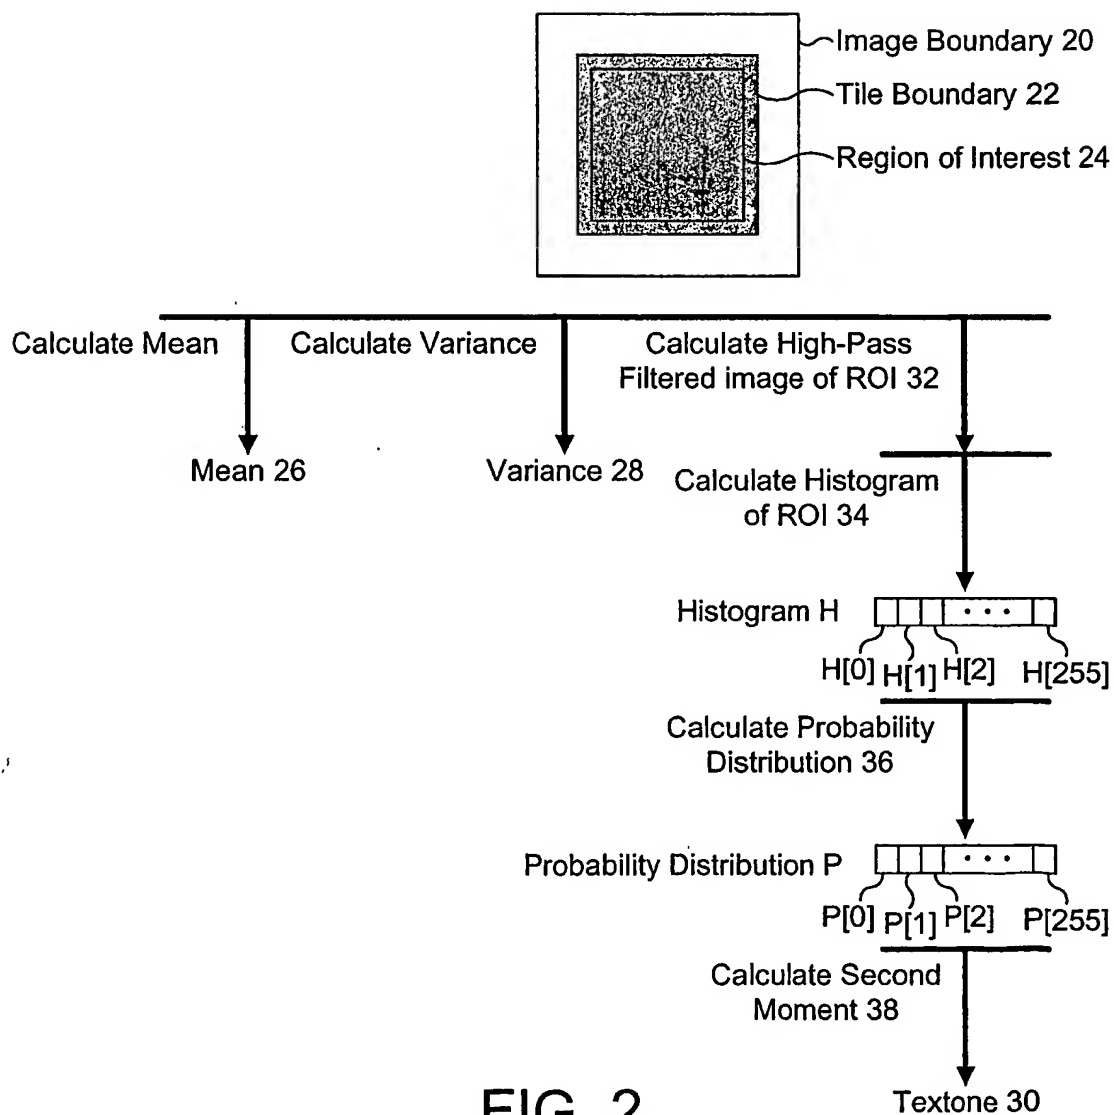 Image Boundary 20
Tile Boundary 22
Region of Interest 24
Calculate Mean
Calculate Variance
Calculate High-Pass
Filtered image of ROI 32
Mean 26
Variance 28
Calculate Histogram
of ROI 34
Histogram H
• • •
H[0] H[1] H[2] H[255]
Calculate Probability
Distribution 36
Probability Distribution P
• • •
P[0] P[1] P[2] P[255]
Calculate Second
Moment 38
Textone 30
FIG. 2